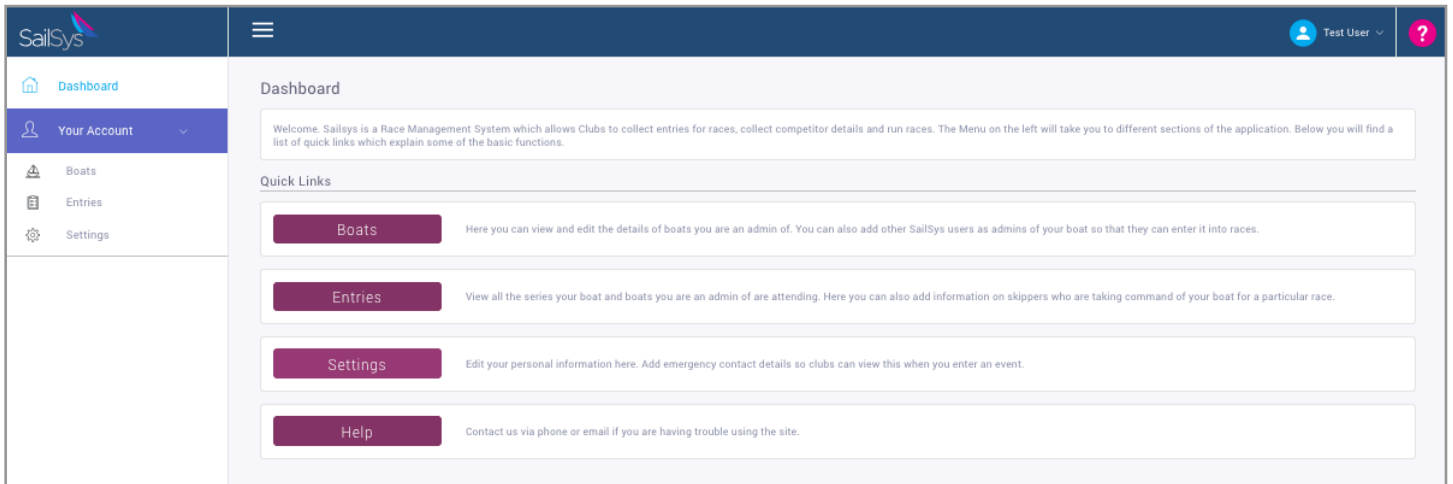 SailSys
Test User
?
Dashboard
Your Account
Boats
Entries
Settings
Dashboard
Welcome. Sailsys is a Race Management System which allows Clubs to collect entries for races, collect competitor details and run races. The Menu on the left will take you to different sections of the application. Below you will find a
list of quick links which explain some of the basic functions.
Quick Links
Boats
Here you can view and edit the details of boats you are an admin of. You can also add other SailSys users as admins of your boat so that they can enter it into races.
Entries
View all the series your boat and boats you are an admin of are attending. Here you can also add information on skippers who are taking command of your boat for a particular race.
Settings
Edit your personal information here. Add emergency contact details so clubs can view this when you enter an event.
Help
Contact us via phone or email if you are having trouble using the site.